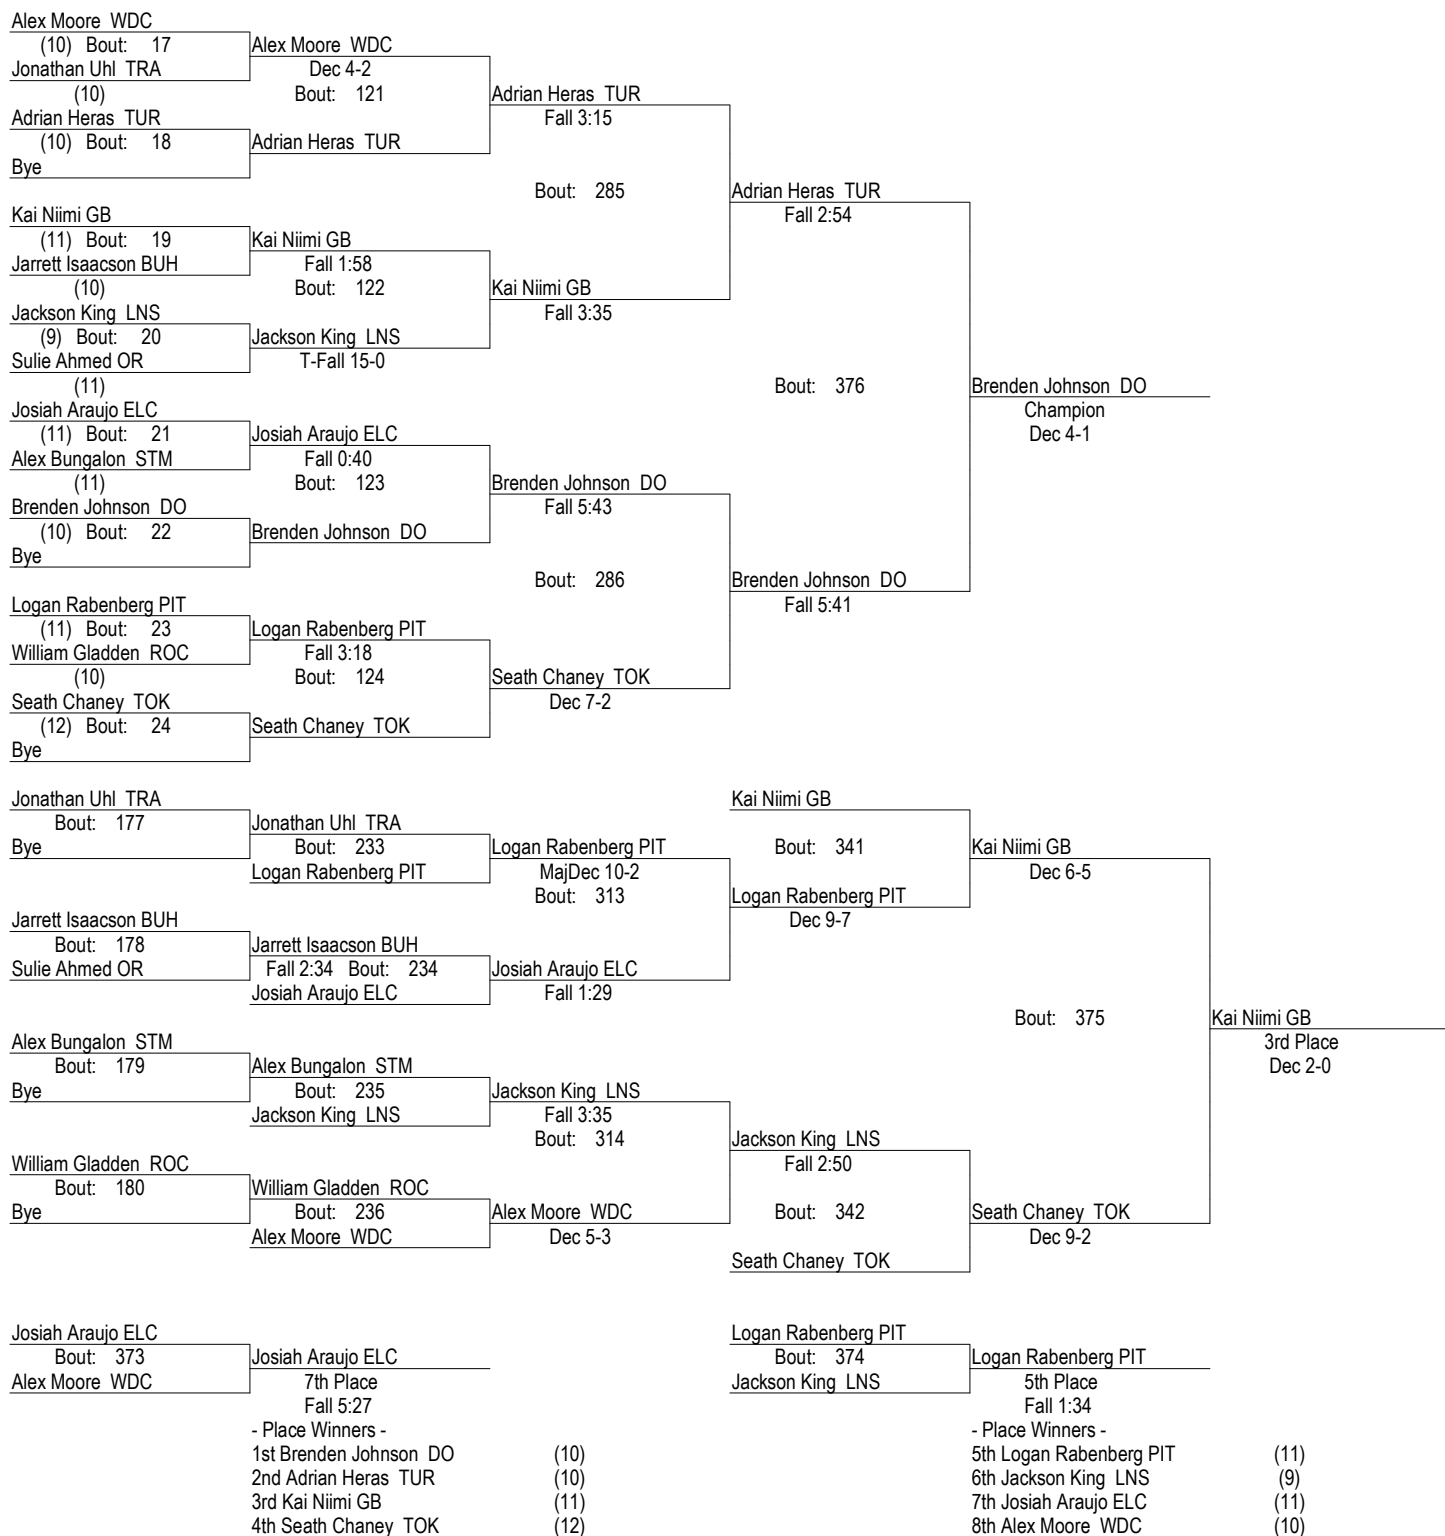 Alex Moore WDC
(10) Bout: 17 Alex Moore WDC
Jonathan Uhl TRA Dec 4-2
(10) Bout: 121 Adrian Heras TUR
Adrian Heras TUR Fall 3:15
(10) Bout: 18 Adrian Heras TUR
Bye
Bout: 285 Adrian Heras TUR
Kai Niimi GB Fall 2:54
(11) Bout: 19 Kai Niimi GB
Jarrett Isaacson BUH Fall 1:58
(10) Bout: 122 Kai Niimi GB
Jackson King LNS Fall 3:35
(9) Bout: 20 Jackson King LNS
Sulie Ahmed OR T-Fall 15-0
(11) Bout: 376 Brenden Johnson DO
Josiah Araujo ELC Champion
(11) Bout: 21 Josiah Araujo ELC Dec 4-1
Alex Bungalon STM Fall 0:40
(11) Bout: 123 Brenden Johnson DO
Brenden Johnson DO Fall 5:43
(10) Bout: 22 Brenden Johnson DO
Bye
Bout: 286 Brenden Johnson DO
Logan Rabenberg PIT Fall 5:41
(11) Bout: 23 Logan Rabenberg PIT
William Gladden ROC Fall 3:18
(10) Bout: 124 Seath Chaney TOK
Seath Chaney TOK Dec 7-2
(12) Bout: 24 Seath Chaney TOK
Bye
Jonathan Uhl TRA Kai Niimi GB
Bout: 177 Jonathan Uhl TRA
Bye Bout: 233 Logan Rabenberg PIT Bout: 341 Kai Niimi GB
Logan Rabenberg PIT MajDec 10-2 Dec 6-5
Bout: 313 Logan Rabenberg PIT
Jarrett Isaacson BUH Dec 9-7
Bout: 178 Jarrett Isaacson BUH
Sulie Ahmed OR Fall 2:34 Bout: 234 Josiah Araujo ELC
Josiah Araujo ELC Fall 1:29
Bout: 375 Kai Niimi GB
Alex Bungalon STM 3rd Place
Bout: 179 Alex Bungalon STM Dec 2-0
Bye Bout: 235 Jackson King LNS
Jackson King LNS Fall 3:35
Bout: 314 Jackson King LNS
William Gladden ROC Fall 2:50
Bout: 180 William Gladden ROC
Bye Bout: 236 Alex Moore WDC Bout: 342 Seath Chaney TOK
Alex Moore WDC Dec 5-3 Dec 9-2
Seath Chaney TOK
Josiah Araujo ELC Logan Rabenberg PIT
Bout: 373 Josiah Araujo ELC Bout: 374 Logan Rabenberg PIT
Alex Moore WDC 7th Place Jackson King LNS 5th Place
Fall 5:27 Fall 1:34
- Place Winners - - Place Winners -
1st Brenden Johnson DO (10) 5th Logan Rabenberg PIT (11)
2nd Adrian Heras TUR (10) 6th Jackson King LNS (9)
3rd Kai Niimi GB (11) 7th Josiah Araujo ELC (11)
4th Seath Chaney TOK (12) 8th Alex Moore WDC (10)